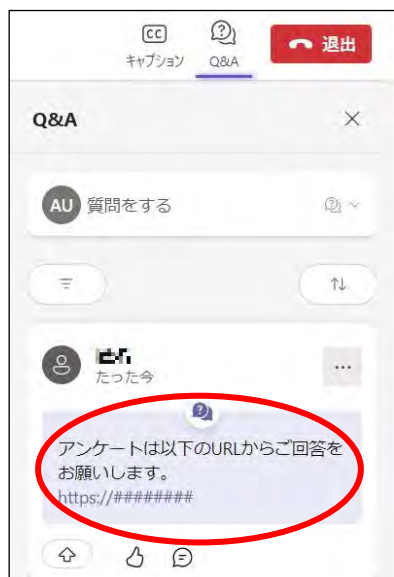 CC
キャプション
Q&A
退出
Q&A
AU 質問をする
たった今
アンケートは以下のURLからご回答を
お願いします。
https://########